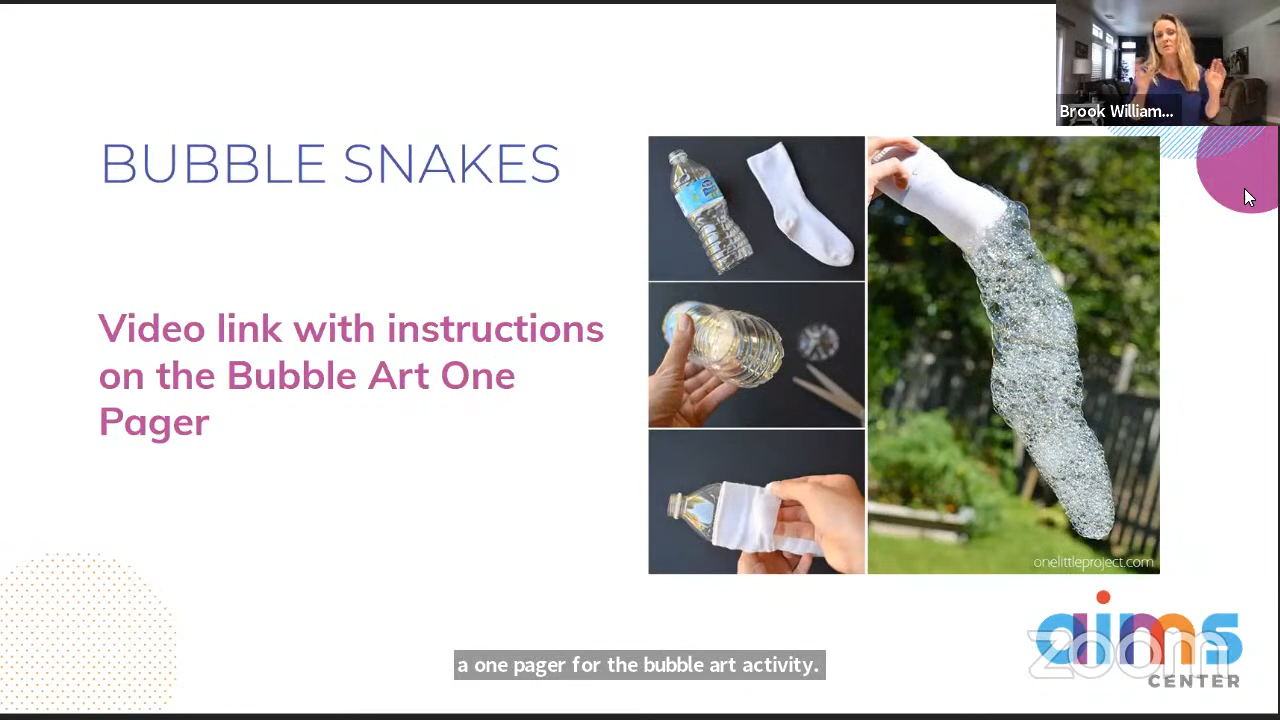 Brook William...
BUBBLE SNAKES
Video link with instructions
on the Bubble Art One
Pager
onelittleproject.com
aims
zoom
CENTER
a one pager for the bubble art activity.